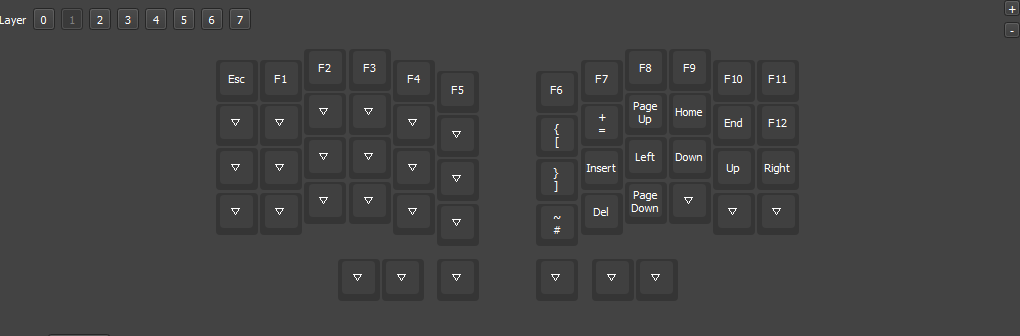 Layer 0 1 2 3 4 5 6 7 +
-
Esc F1 F2 F3 F4 F5 F6 F7 F8 F9 F10 F11
▽ ▽ ▽ ▽ ▽ ▽ { [ + = Page Up Home End F12
▽ ▽ ▽ ▽ ▽ ▽ } ] Insert Left Down Up Right
▽ ▽ ▽ ▽ ▽ ▽ ~ # Del Page Down ▽ ▽ ▽
▽ ▽ ▽ ▽ ▽ ▽